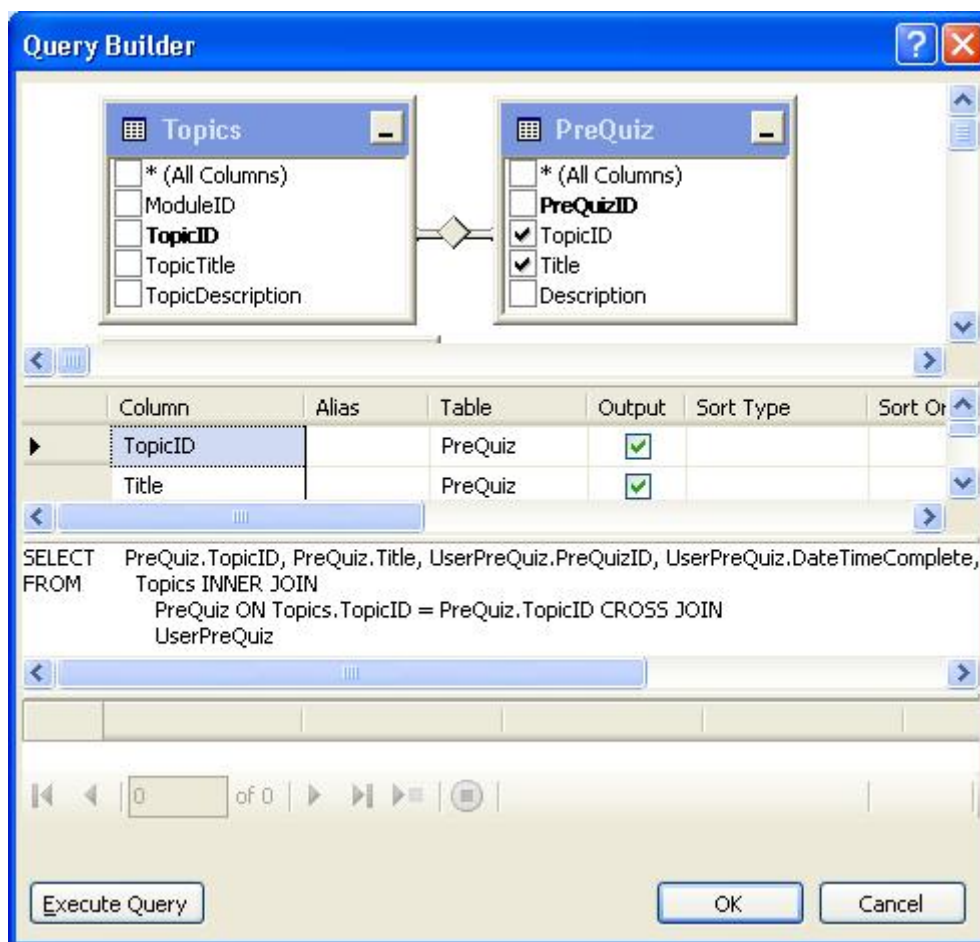 Query Builder
Topics
* (All Columns)
ModuleID
TopicID
TopicTitle
TopicDescription
PreQuiz
* (All Columns)
PreQuizID
TopicID
Title
Description
Column Alias Table Output Sort Type Sort Or
TopicID PreQuiz
Title PreQuiz
SELECT PreQuiz.TopicID, PreQuiz.Title, UserPreQuiz.PreQuizID, UserPreQuiz.DateTimeComplete,
FROM Topics INNER JOIN
PreQuiz ON Topics.TopicID = PreQuiz.TopicID CROSS JOIN
UserPreQuiz
0 of 0
Execute Query OK Cancel